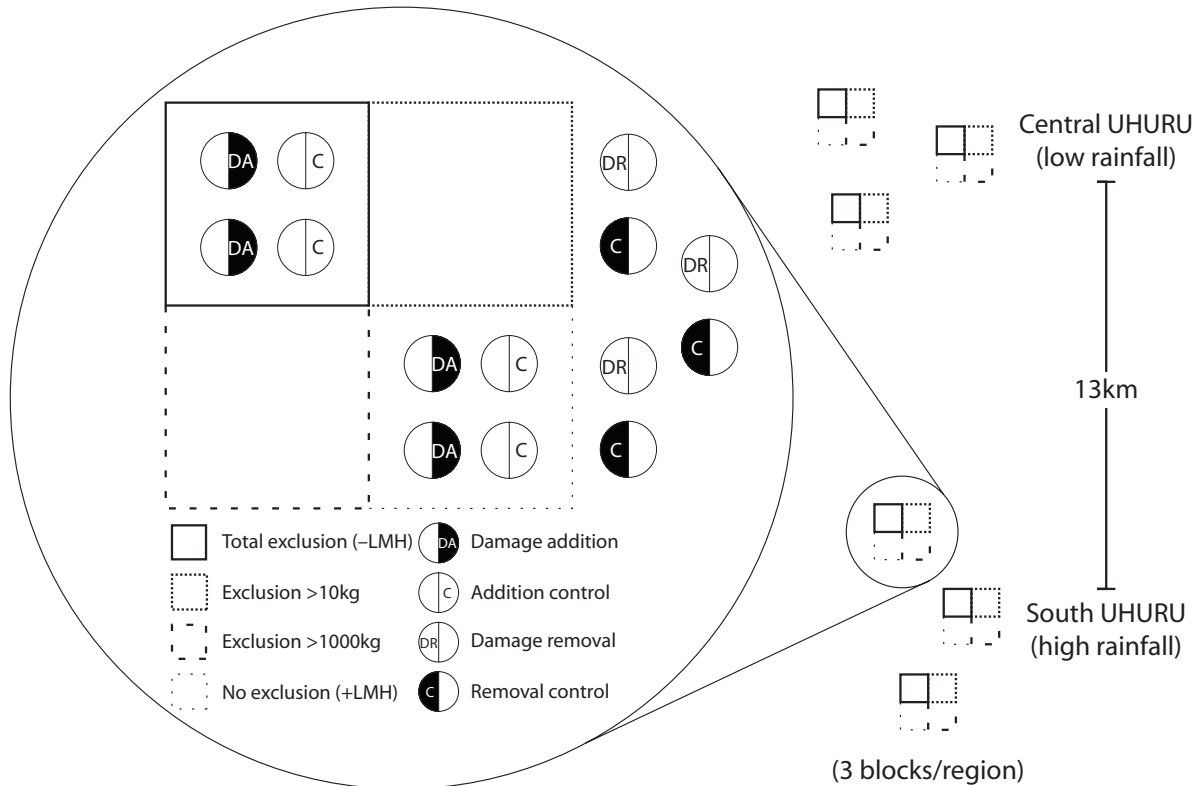 DA
C
DA
C
DA
C
DA
C
DR
C
DR
C
DR
C
Total exclusion (–LMH)
Exclusion >10kg
Exclusion >1000kg
No exclusion (+LMH)
DA
Damage addition
C
Addition control
DR
Damage removal
C
Removal control
Central UHURU
(low rainfall)
13km
South UHURU
(high rainfall)
(3 blocks/region)